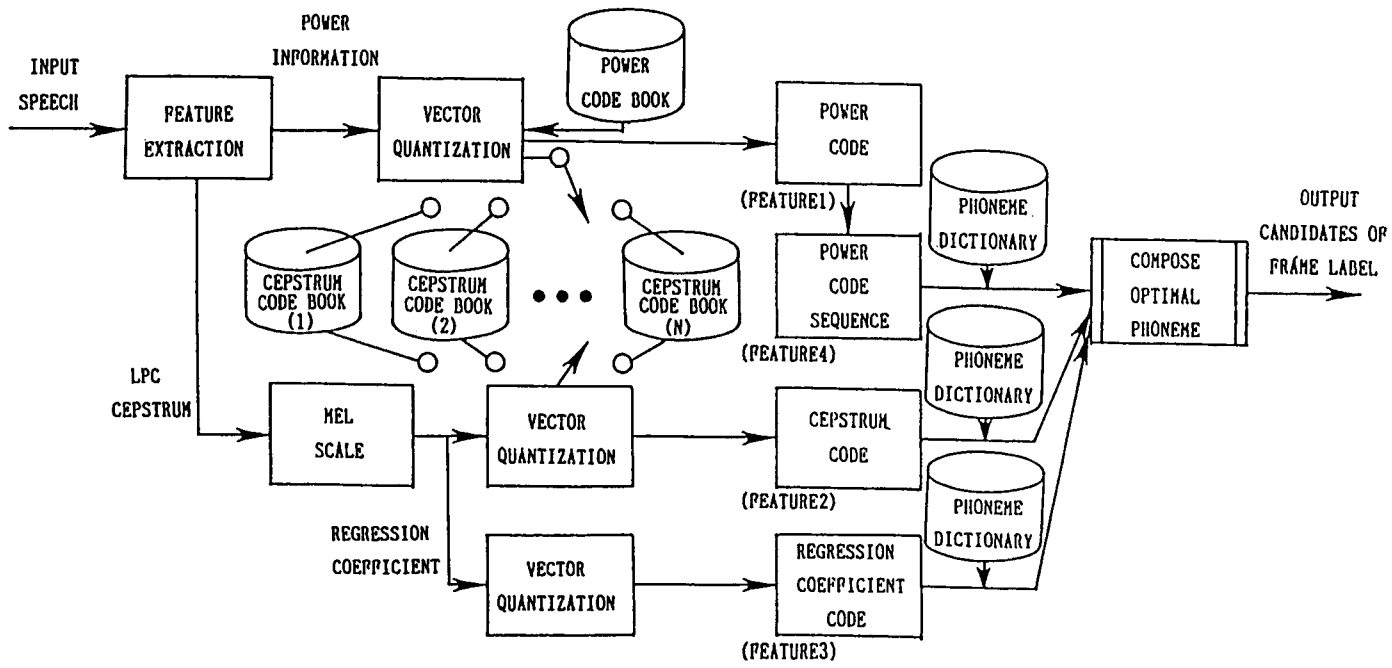 INPUT
SPEECH
FEATURE
EXTRACTION
POWER
INFORMATION
VECTOR
QUANTIZATION
POWER
CODE BOOK
POWER
CODE
(FEATURE1)
POWER
CODE
SEQUENCE
(FEATURE4)
PHONEME
DICTIONARY
COMPOSE
OPTIMAL
PHONEME
OUTPUT
CANDIDATES OF
FRAME LABEL
CEPSTRUM
CODE BOOK
(1)
CEPSTRUM
CODE BOOK
(2)
CEPSTRUM
CODE BOOK
(N)
LPC
CEPSTRUM
MEL
SCALE
VECTOR
QUANTIZATION
CEPSTRUM
CODE
(FEATURE2)
PHONEME
DICTIONARY
REGRESSION
COEFFICIENT
VECTOR
QUANTIZATION
REGRESSION
COEFFICIENT
CODE
(FEATURE3)
PHONEME
DICTIONARY